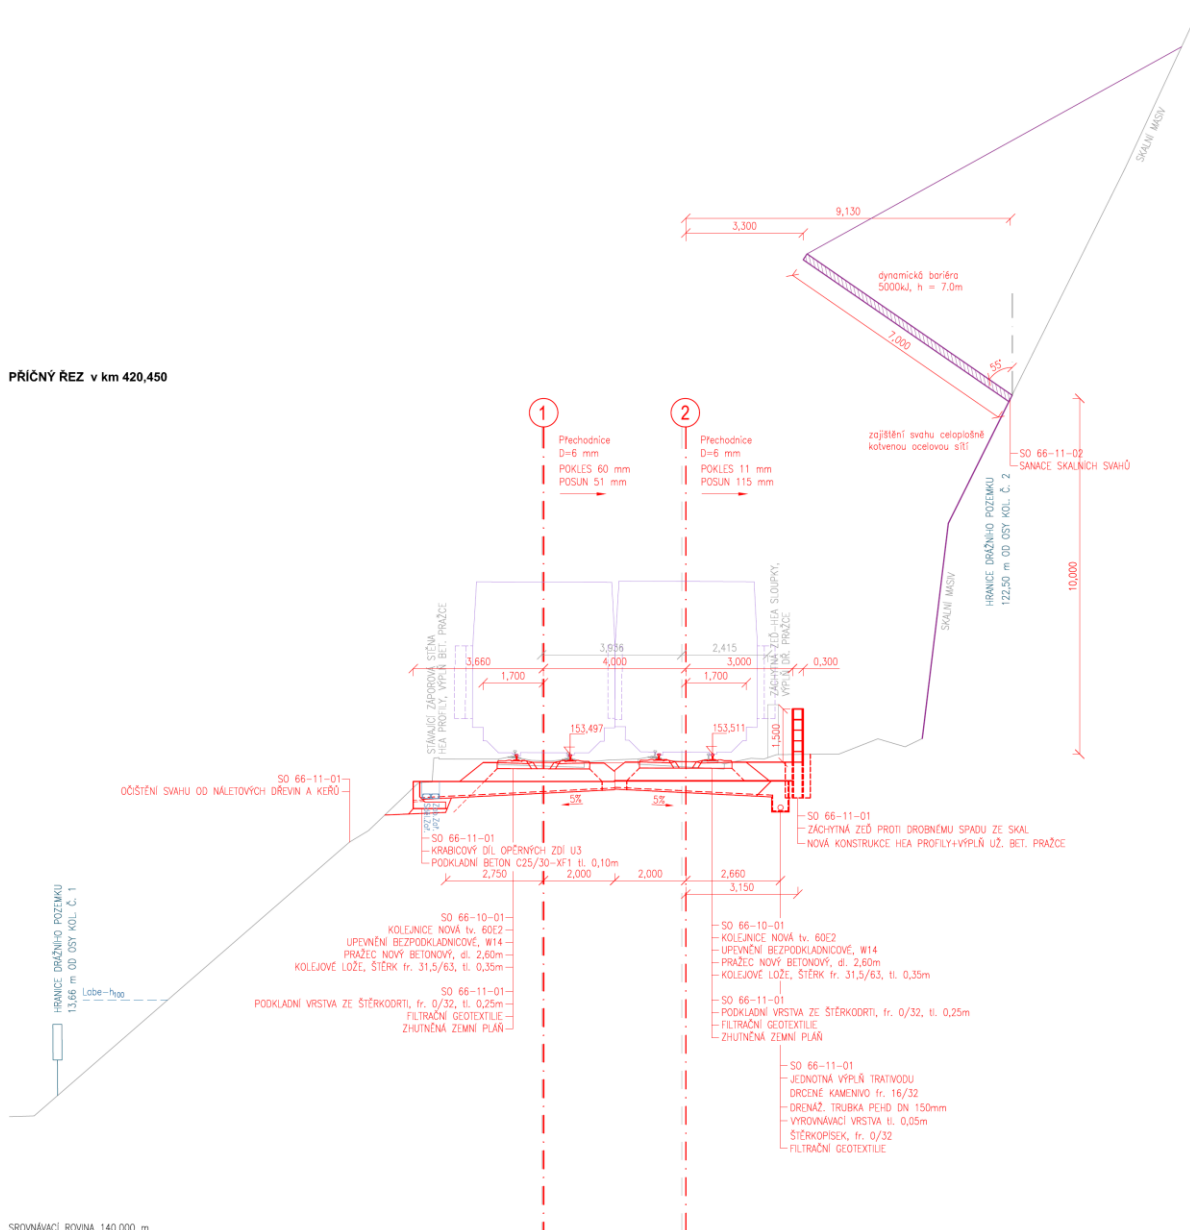 SKALNÍ MASIV
9,130
3,300
dynamická bariéra
5000kJ, h = 7.0m
7,000
55°
PŘÍČNÝ ŘEZ v km 420,450
1
2
Přechodnice
D=6 mm
POKLES 60 mm
POSUN 51 mm
Přechodnice
D=6 mm
POKLES 11 mm
POSUN 115 mm
zajištění svahu celoplošně
kotvenou ocelovou sítí
SO 66-11-02
SANACE SKALNÍCH SVAHŮ
HRANICE DRÁŽNÍHO POZEMKU
122,50 m OD OSY KOL. Č. 2
10,000
SKALNÍ MASIV
STÁVAJÍCÍ ZÁPOROVÁ STĚNA
HEA PROFILY, VÝPLŇ BET. PRAŽCE
ZÁCHYTNÁ ZEĎ-HEA SLOUPKY,
VÝPLŇ DŘ. PRAŽCE
3,936
2,415
3,660
4,000
3,000
0,300
1,700
1,700
153,497
153,511
1,500
5%
5%
SO 66-11-01
OČIŠTĚNÍ SVAHU OD NÁLETOVÝCH DŘEVIN A KEŘŮ
SO 66-11-01
KRABICOVÝ DÍL OPĚRNÝCH ZDÍ U3
PODKLADNÍ BETON C25/30-XF1 tl. 0,10m
SO 66-11-01
ZÁCHYTNÁ ZEĎ PROTI DROBNÉMU SPADU ZE SKAL
NOVÁ KONSTRUKCE HEA PROFILY+VÝPLŇ UŽ. BET. PRAŽCE
2,750
2,000
2,000
2,660
3,150
SO 66-10-01
KOLEJNICE NOVÁ tv. 60E2
UPEVNĚNÍ BEZPODKLADNICOVÉ, W14
PRAŽEC NOVÝ BETONOVÝ, dl. 2,60m
KOLEJOVÉ LOŽE, ŠTĚRK fr. 31,5/63, tl. 0,35m
SO 66-11-01
PODKLADNÍ VRSTVA ZE ŠTĚRKODRTI, fr. 0/32, tl. 0,25m
FILTRAČNÍ GEOTEXTILIE
ZHUTNĚNÁ ZEMNÍ PLÁŇ
SO 66-10-01
KOLEJNICE NOVÁ tv. 60E2
UPEVNĚNÍ BEZPODKLADNICOVÉ, W14
PRAŽEC NOVÝ BETONOVÝ, dl. 2,60m
KOLEJOVÉ LOŽE, ŠTĚRK fr. 31,5/63, tl. 0,35m
SO 66-11-01
PODKLADNÍ VRSTVA ZE ŠTĚRKODRTI, fr. 0/32, tl. 0,25m
FILTRAČNÍ GEOTEXTILIE
ZHUTNĚNÁ ZEMNÍ PLÁŇ
SO 66-11-01
JEDNOTNÁ VÝPLŇ TRATIVODU
DRCENÉ KAMENIVO fr. 16/32
DRENÁŽ. TRUBKA PEHD DN 150mm
VYROVNÁVACÍ VRSTVA tl. 0,05m
ŠTĚRKOPÍSEK, fr. 0/32
FILTRAČNÍ GEOTEXTILIE
HRANICE DRÁŽNÍHO POZEMKU
13,66 m OD OSY KOL. Č. 1
Labe-h100
SROVNÁVACÍ ROVINA 140,000 m